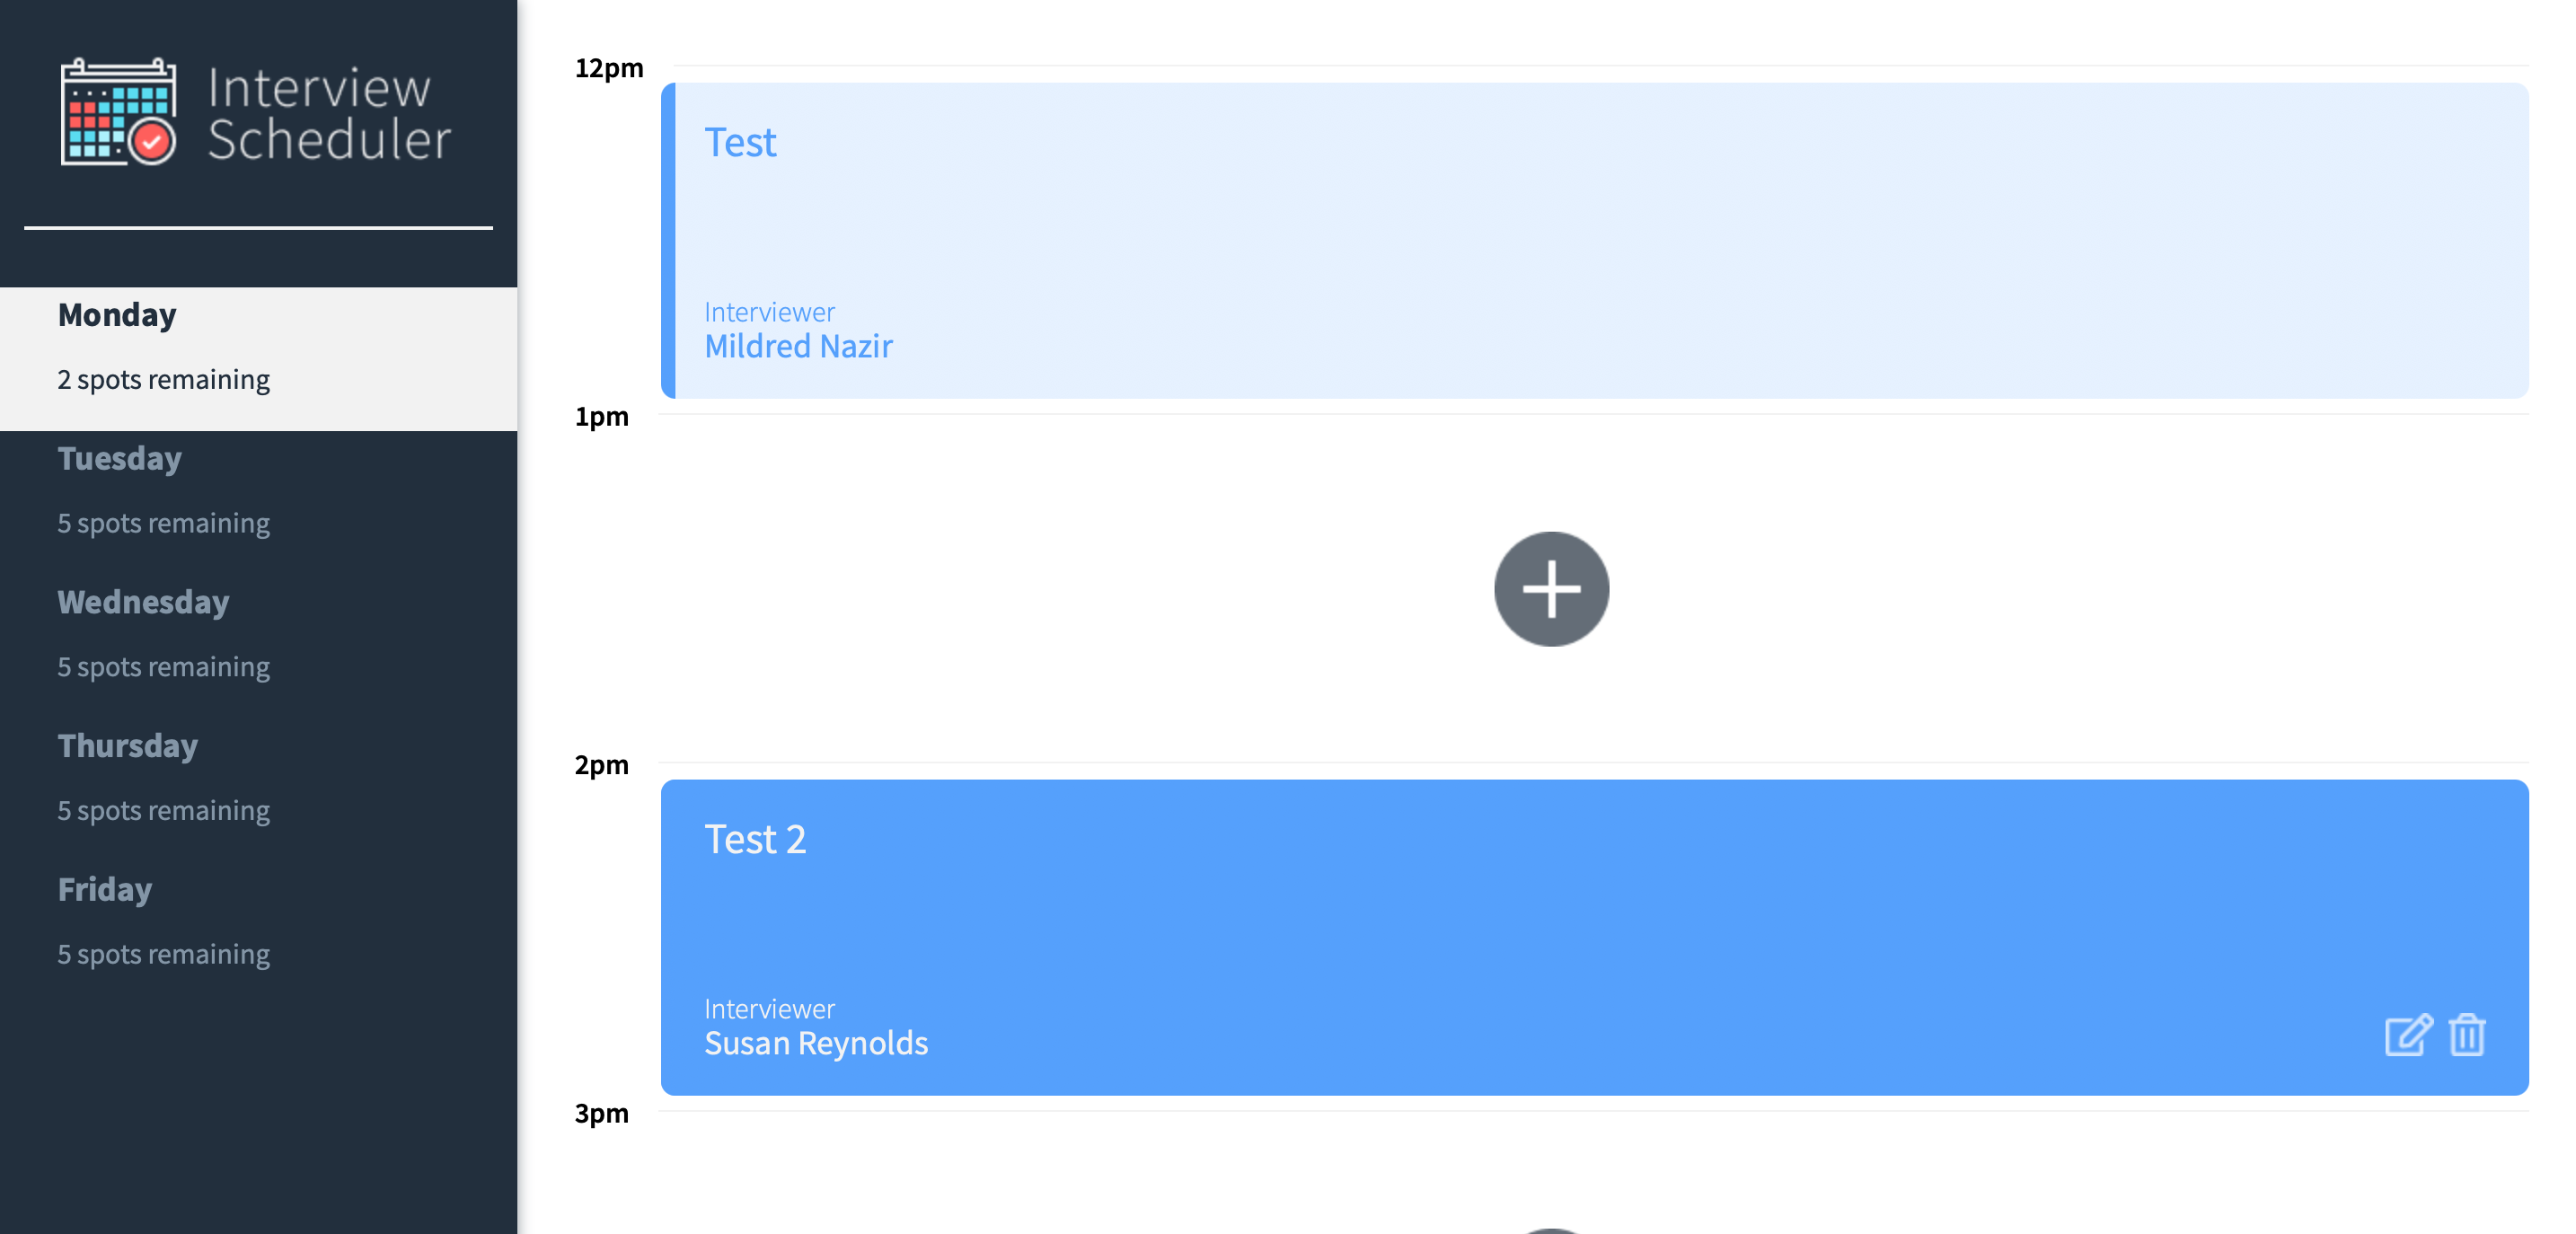 Interview
Scheduler
Monday
2 spots remaining
Tuesday
5 spots remaining
Wednesday
5 spots remaining
Thursday
5 spots remaining
Friday
5 spots remaining
12pm
Test
Interviewer
Mildred Nazir
1pm
2pm
Test 2
Interviewer
Susan Reynolds
3pm